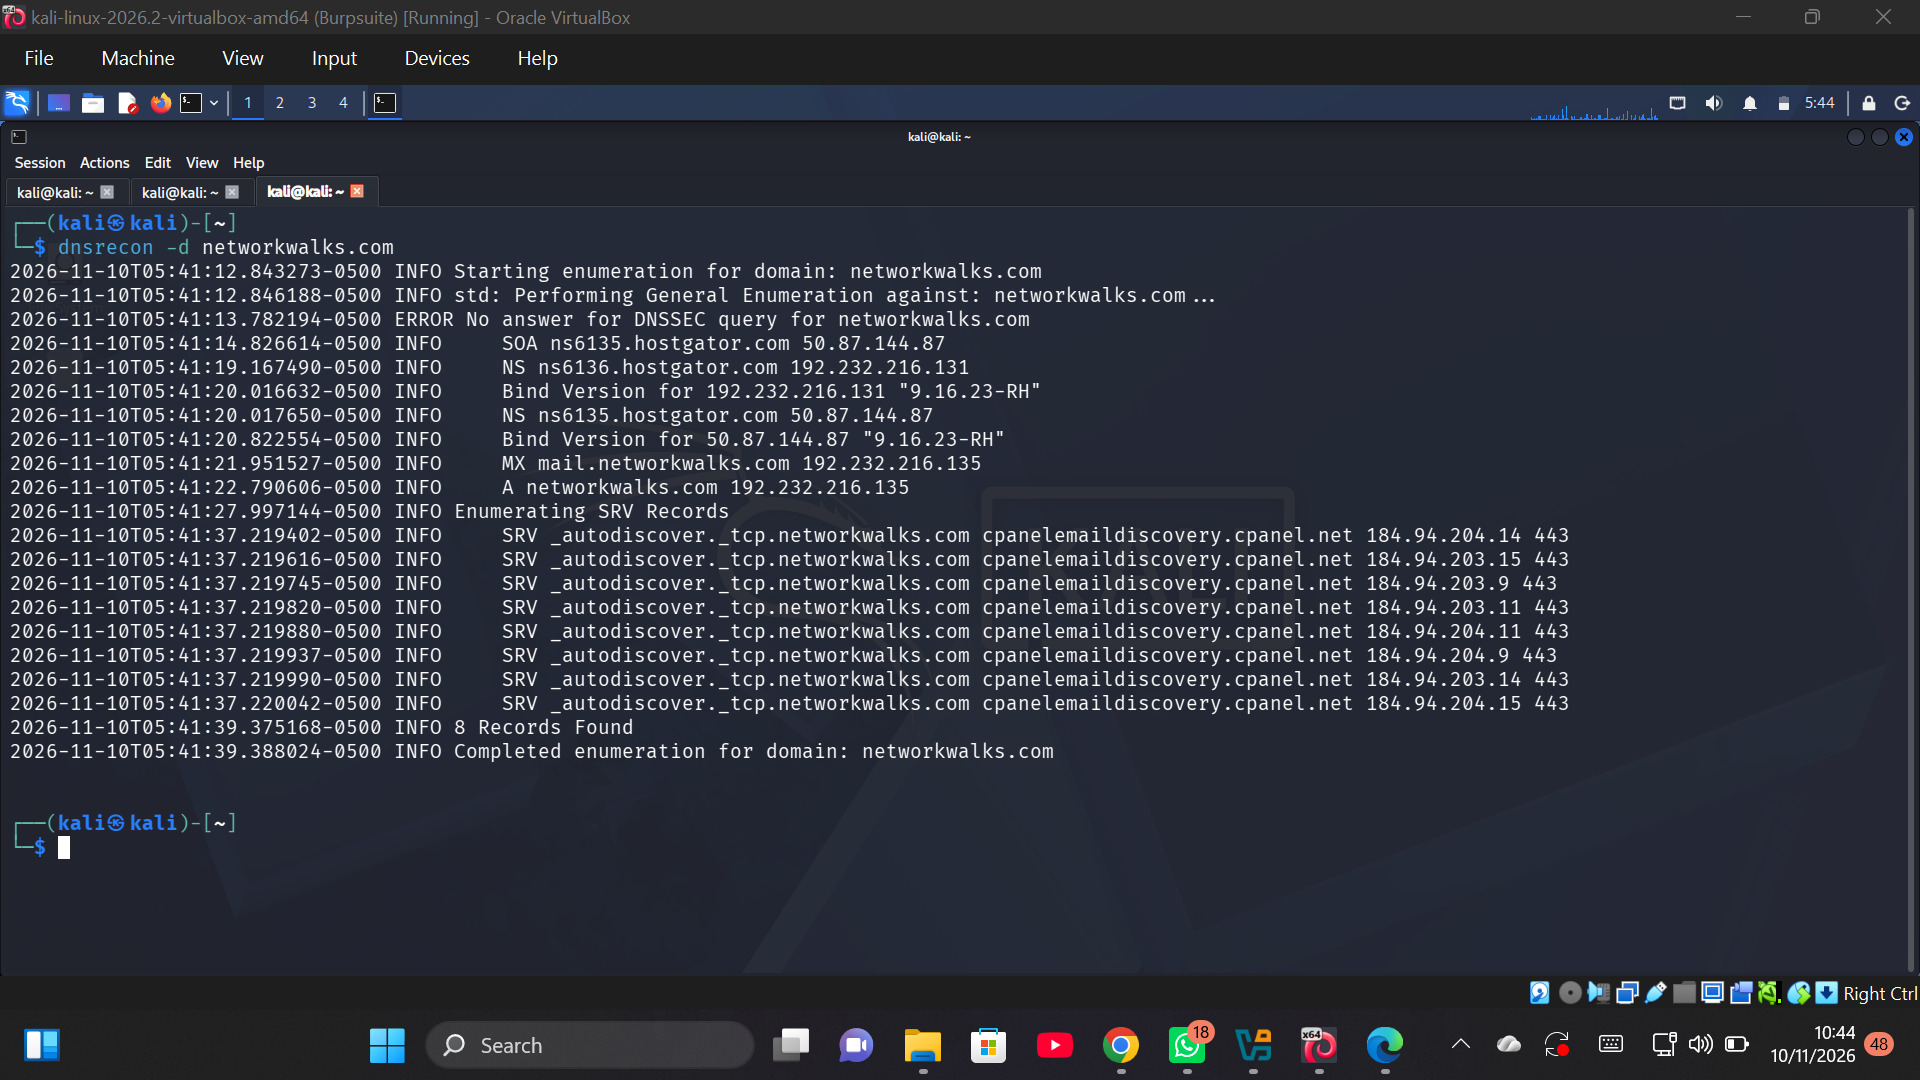 kali-linux-2026.2-virtualbox-amd64 (Burpsuite) [Running] - Oracle VirtualBox
File Machine View Input Devices Help
1 2 3 4 5:44
kali@kali: ~
Session Actions Edit View Help
kali@kali: ~ kali@kali: ~ kali@kali: ~
┌──(kali㉿kali)-[~]
└─$ dnsrecon -d networkwalks.com
2026-11-10T05:41:12.843273-0500 INFO Starting enumeration for domain: networkwalks.com
2026-11-10T05:41:12.846188-0500 INFO std: Performing General Enumeration against: networkwalks.com...
2026-11-10T05:41:13.782194-0500 ERROR No answer for DNSSEC query for networkwalks.com
2026-11-10T05:41:14.826614-0500 INFO SOA ns6135.hostgator.com 50.87.144.87
2026-11-10T05:41:19.167490-0500 INFO NS ns6136.hostgator.com 192.232.216.131
2026-11-10T05:41:20.016632-0500 INFO Bind Version for 192.232.216.131 "9.16.23-RH"
2026-11-10T05:41:20.017650-0500 INFO NS ns6135.hostgator.com 50.87.144.87
2026-11-10T05:41:20.822554-0500 INFO Bind Version for 50.87.144.87 "9.16.23-RH"
2026-11-10T05:41:21.951527-0500 INFO MX mail.networkwalks.com 192.232.216.135
2026-11-10T05:41:22.790606-0500 INFO A networkwalks.com 192.232.216.135
2026-11-10T05:41:27.997144-0500 INFO Enumerating SRV Records
2026-11-10T05:41:37.219402-0500 INFO SRV _autodiscover._tcp.networkwalks.com cpanelemaildiscovery.cpanel.net 184.94.204.14 443
2026-11-10T05:41:37.219616-0500 INFO SRV _autodiscover._tcp.networkwalks.com cpanelemaildiscovery.cpanel.net 184.94.203.15 443
2026-11-10T05:41:37.219745-0500 INFO SRV _autodiscover._tcp.networkwalks.com cpanelemaildiscovery.cpanel.net 184.94.203.9 443
2026-11-10T05:41:37.219820-0500 INFO SRV _autodiscover._tcp.networkwalks.com cpanelemaildiscovery.cpanel.net 184.94.203.11 443
2026-11-10T05:41:37.219880-0500 INFO SRV _autodiscover._tcp.networkwalks.com cpanelemaildiscovery.cpanel.net 184.94.204.11 443
2026-11-10T05:41:37.219937-0500 INFO SRV _autodiscover._tcp.networkwalks.com cpanelemaildiscovery.cpanel.net 184.94.204.9 443
2026-11-10T05:41:37.219990-0500 INFO SRV _autodiscover._tcp.networkwalks.com cpanelemaildiscovery.cpanel.net 184.94.203.14 443
2026-11-10T05:41:37.220042-0500 INFO SRV _autodiscover._tcp.networkwalks.com cpanelemaildiscovery.cpanel.net 184.94.204.15 443
2026-11-10T05:41:39.375168-0500 INFO 8 Records Found
2026-11-10T05:41:39.388024-0500 INFO Completed enumeration for domain: networkwalks.com
┌──(kali㉿kali)-[~]
└─$
Right Ctrl
Search 18 x64 10:44 48
10/11/2026